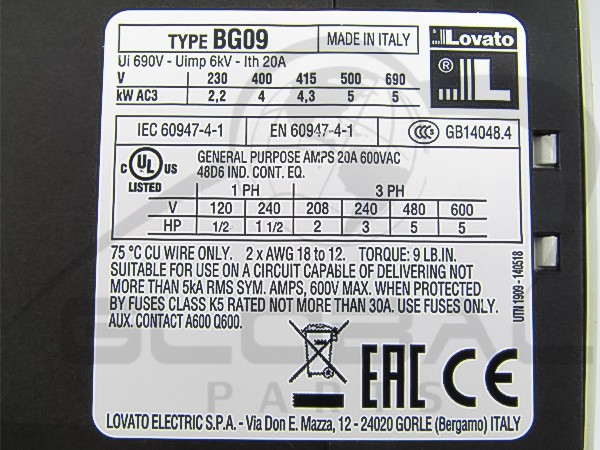 TYPE BG09
MADE IN ITALY
Lovato
Ui 690V - Uimp 6kV - Ith 20A
V 230 400 415 500 690
kW AC3 2,2 4 4,3 5 5
® L
IEC 60947-4-1 EN 60947-4-1 CCC GB14048.4
C UL US
LISTED
GENERAL PURPOSE AMPS 20A 600VAC
48D6 IND. CONT. EQ.
1 PH 3 PH
V 120 240 208 240 480 600
HP 1/2 1 1/2 2 3 5 5
75 °C CU WIRE ONLY. 2 x AWG 18 to 12. TORQUE: 9 LB.IN.
SUITABLE FOR USE ON A CIRCUIT CAPABLE OF DELIVERING NOT
MORE THAN 5kA RMS SYM. AMPS, 600V MAX. WHEN PROTECTED
BY FUSES CLASS K5 RATED NOT MORE THAN 30A. USE FUSES ONLY.
AUX. CONTACT A600 Q600.
UTN 1909 - 140518
GLOBAL
PARTS
EAC CE
LOVATO ELECTRIC S.P.A. - Via Don E. Mazza, 12 - 24020 GORLE (Bergamo) ITALY